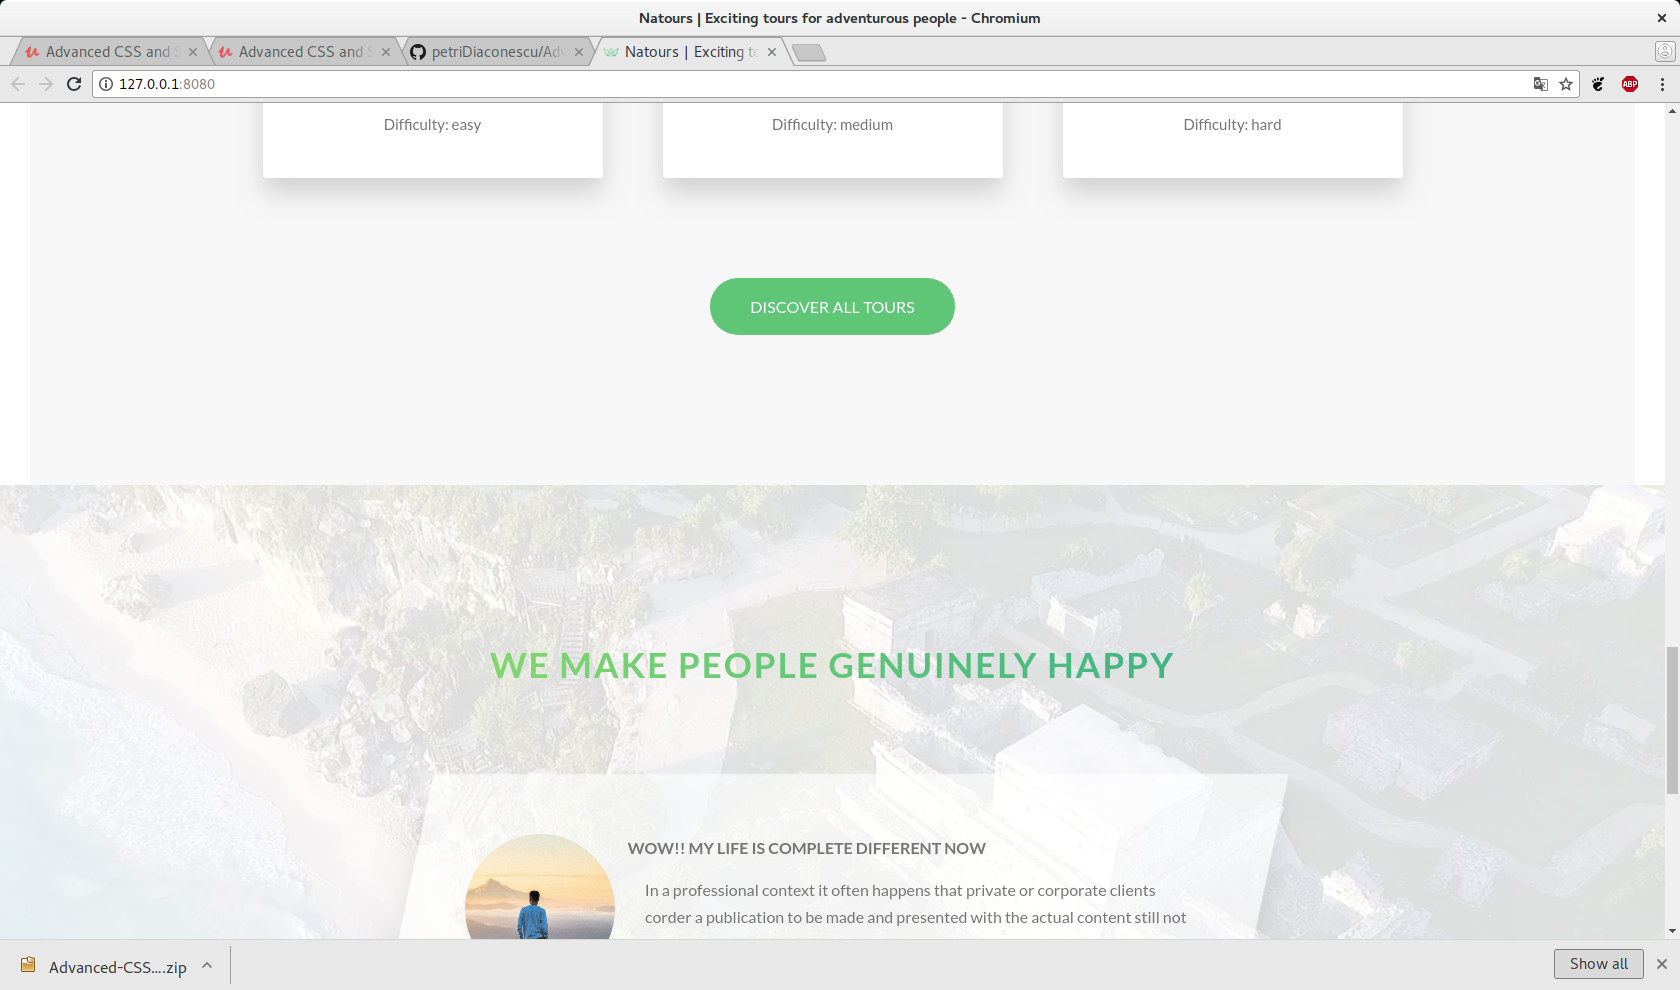 Natours | Exciting tours for adventurous people - Chromium
Advanced CSS and S
Advanced CSS and S
petriDiaconescu/Adv
Natours | Exciting to
127.0.0.1:8080
ABP
Difficulty: easy
Difficulty: medium
Difficulty: hard
DISCOVER ALL TOURS
WE MAKE PEOPLE GENUINELY HAPPY
WOW!! MY LIFE IS COMPLETE DIFFERENT NOW
In a professional context it often happens that private or corporate clients
corder a publication to be made and presented with the actual content still not
Advanced-CSS....zip
Show all